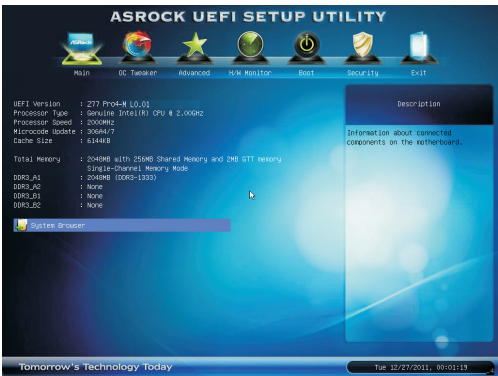 ASROCK UEFI SETUP UTILITY
ASRock
Main OC Tweaker Advanced H/W Monitor Boot Security Exit
UEFI Version : Z77 Pro4-M L0.01
Processor Type : Genuine Intel(R) CPU @ 2.00GHz
Processor Speed : 2000MHz
Microcode Update : 306A4/7
Cache Size : 6144KB
Total Memory : 2048MB with 256MB Shared Memory and 2MB GTT memory
Single-Channel Memory Mode
DDR3_A1 : 2048MB (DDR3-1333)
DDR3_A2 : None
DDR3_B1 : None
DDR3_B2 : None
System Browser
Description
Information about connected
components on the motherboard.
Tomorrow's Technology Today
Tue 12/27/2011, 00:01:19